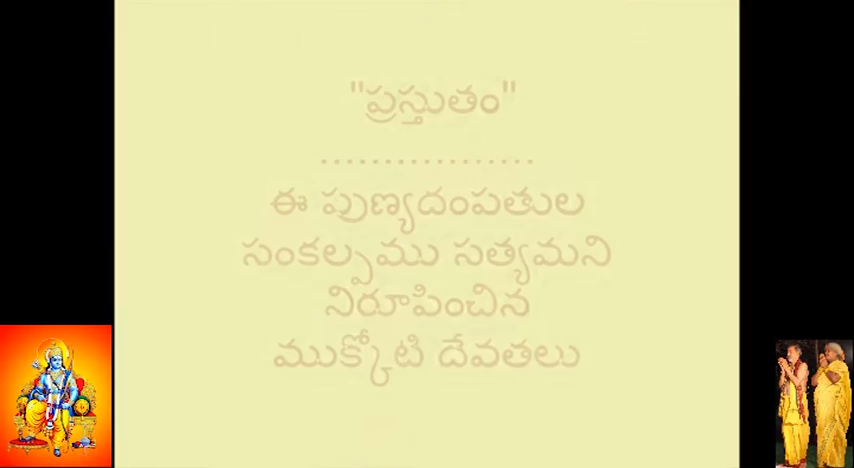 "ప్రస్తుతం"
.................
ఈ పుణ్యదంపతుల
సంకల్పము సత్యమని
నిరూపించిన
ముక్కోటి దేవతలు